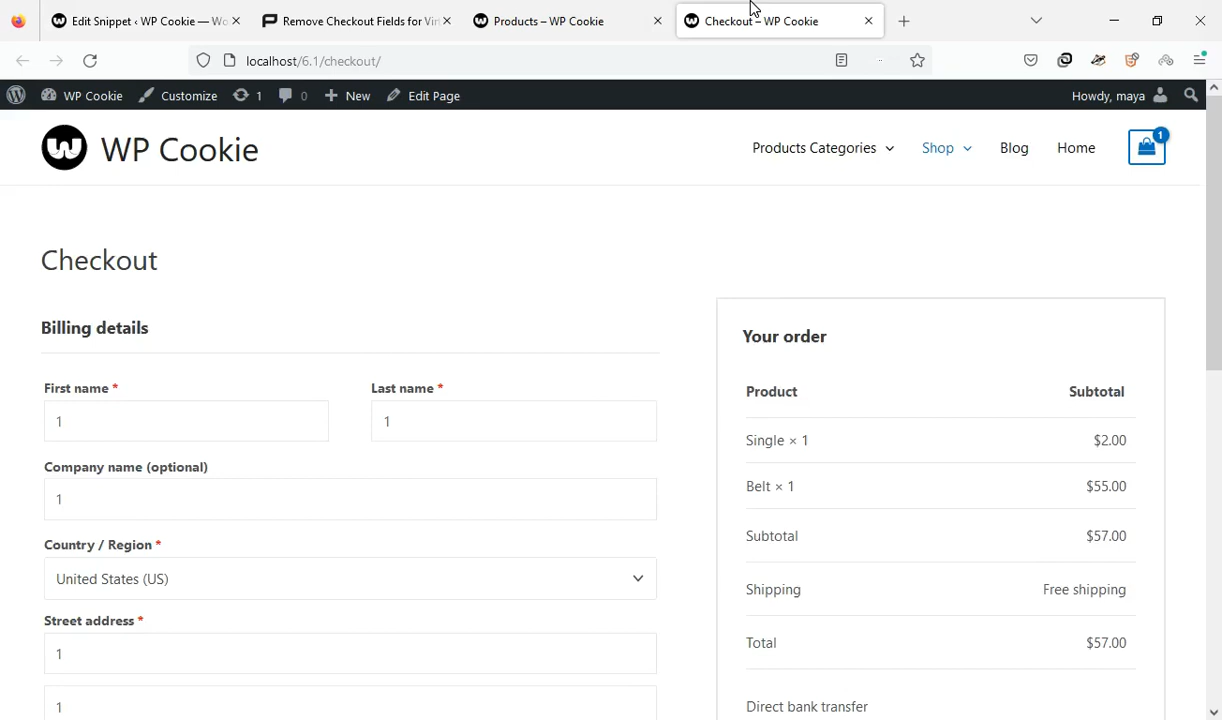 Edit Snippet ‹ WP Cookie — Wo
Remove Checkout Fields for Vir
Products – WP Cookie
Checkout – WP Cookie
localhost/6.1/checkout/
WP Cookie
Customize
1
0
New
Edit Page
Howdy, maya
WP Cookie
Products Categories
Shop
Blog
Home
1
Checkout
Billing details
First name *
Last name *
1
1
Company name (optional)
1
Country / Region *
United States (US)
Street address *
1
1
Your order
Product Subtotal
Single × 1 $2.00
Belt × 1 $55.00
Subtotal $57.00
Shipping Free shipping
Total $57.00
Direct bank transfer